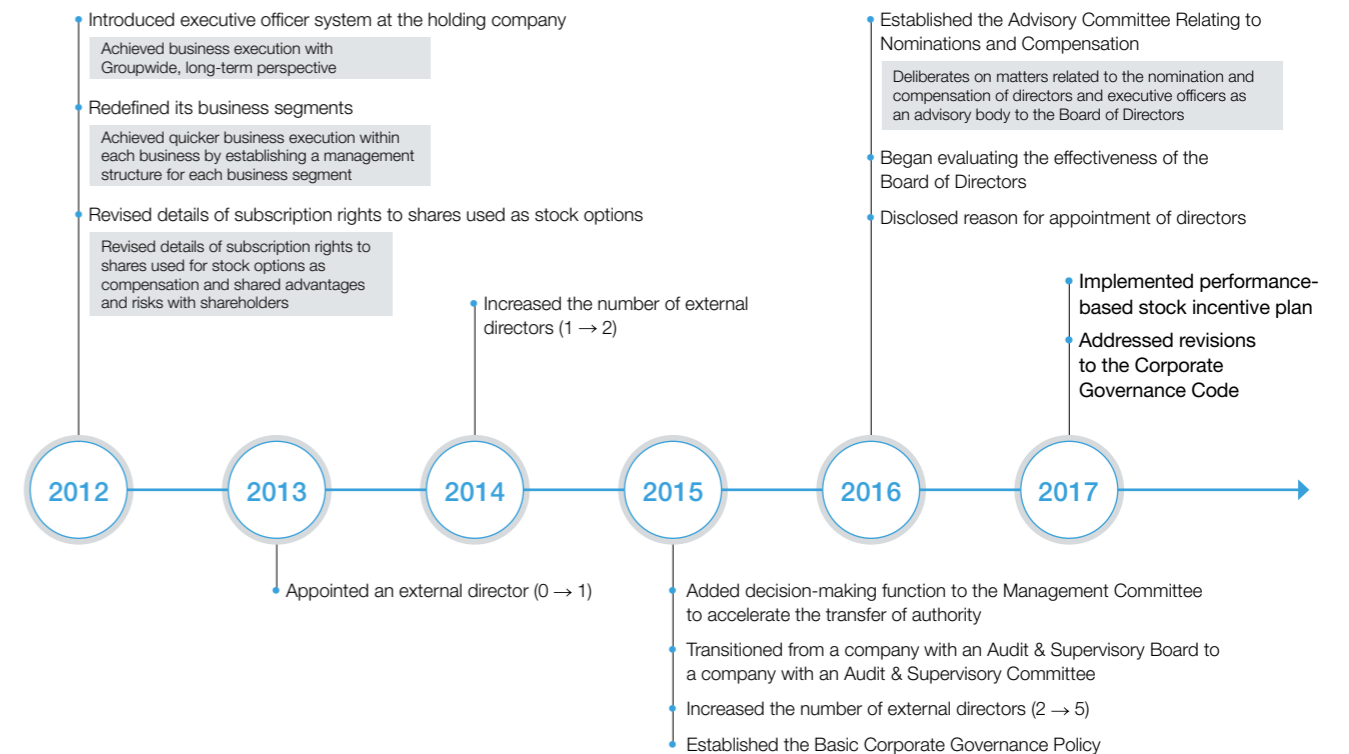 Introduced executive officer system at the holding company
Achieved business execution with
Groupwide, long-term perspective
Redefined its business segments
Achieved quicker business execution within
each business by establishing a management
structure for each business segment
Revised details of subscription rights to shares used as stock options
Revised details of subscription rights to
shares used for stock options as
compensation and shared advantages
and risks with shareholders
Increased the number of external
directors (1 → 2)
Established the Advisory Committee Relating to
Nominations and Compensation
Deliberates on matters related to the nomination and
compensation of directors and executive officers as
an advisory body to the Board of Directors
Began evaluating the effectiveness of the
Board of Directors
Disclosed reason for appointment of directors
Implemented performance-
based stock incentive plan
Addressed revisions
to the Corporate
Governance Code
2012
2013
2014
2015
2016
2017
Appointed an external director (0 → 1)
Added decision-making function to the Management Committee
to accelerate the transfer of authority
Transitioned from a company with an Audit & Supervisory Board to
a company with an Audit & Supervisory Committee
Increased the number of external directors (2 → 5)
Established the Basic Corporate Governance Policy